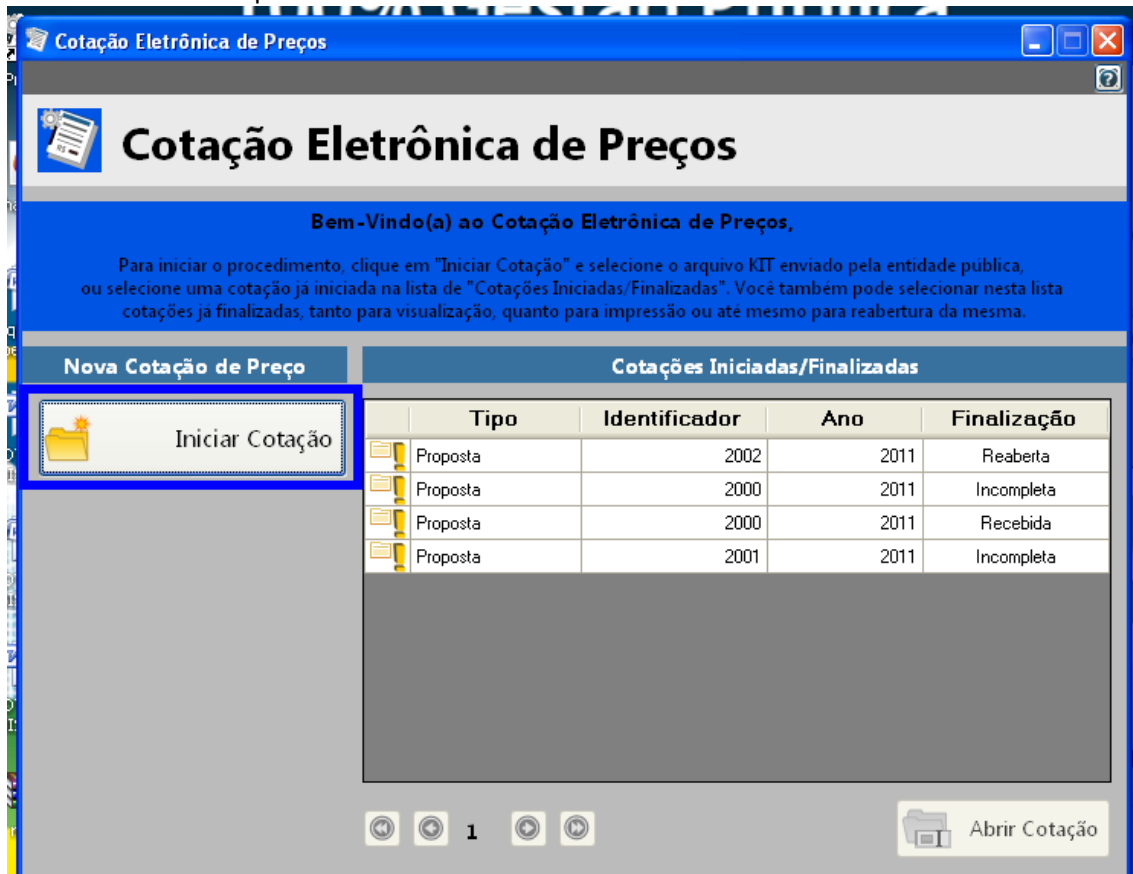 100% Gestão Pública
Cotação Eletrônica de Preços
Cotação Eletrônica de Preços
Bem-Vindo(a) ao Cotação Eletrônica de Preços,
Para iniciar o procedimento, clique em "Iniciar Cotação" e selecione o arquivo KIT enviado pela entidade pública,
ou selecione uma cotação já iniciada na lista de "Cotações Iniciadas/Finalizadas". Você também pode selecionar nesta lista
cotações já finalizadas, tanto para visualização, quanto para impressão ou até mesmo para reabertura da mesma.
Nova Cotação de Preço
Cotações Iniciadas/Finalizadas
Iniciar Cotação
Tipo Identificador Ano Finalização
Proposta 2002 2011 Reaberta
Proposta 2000 2011 Incompleta
Proposta 2000 2011 Recebida
Proposta 2001 2011 Incompleta
1
Abrir Cotação